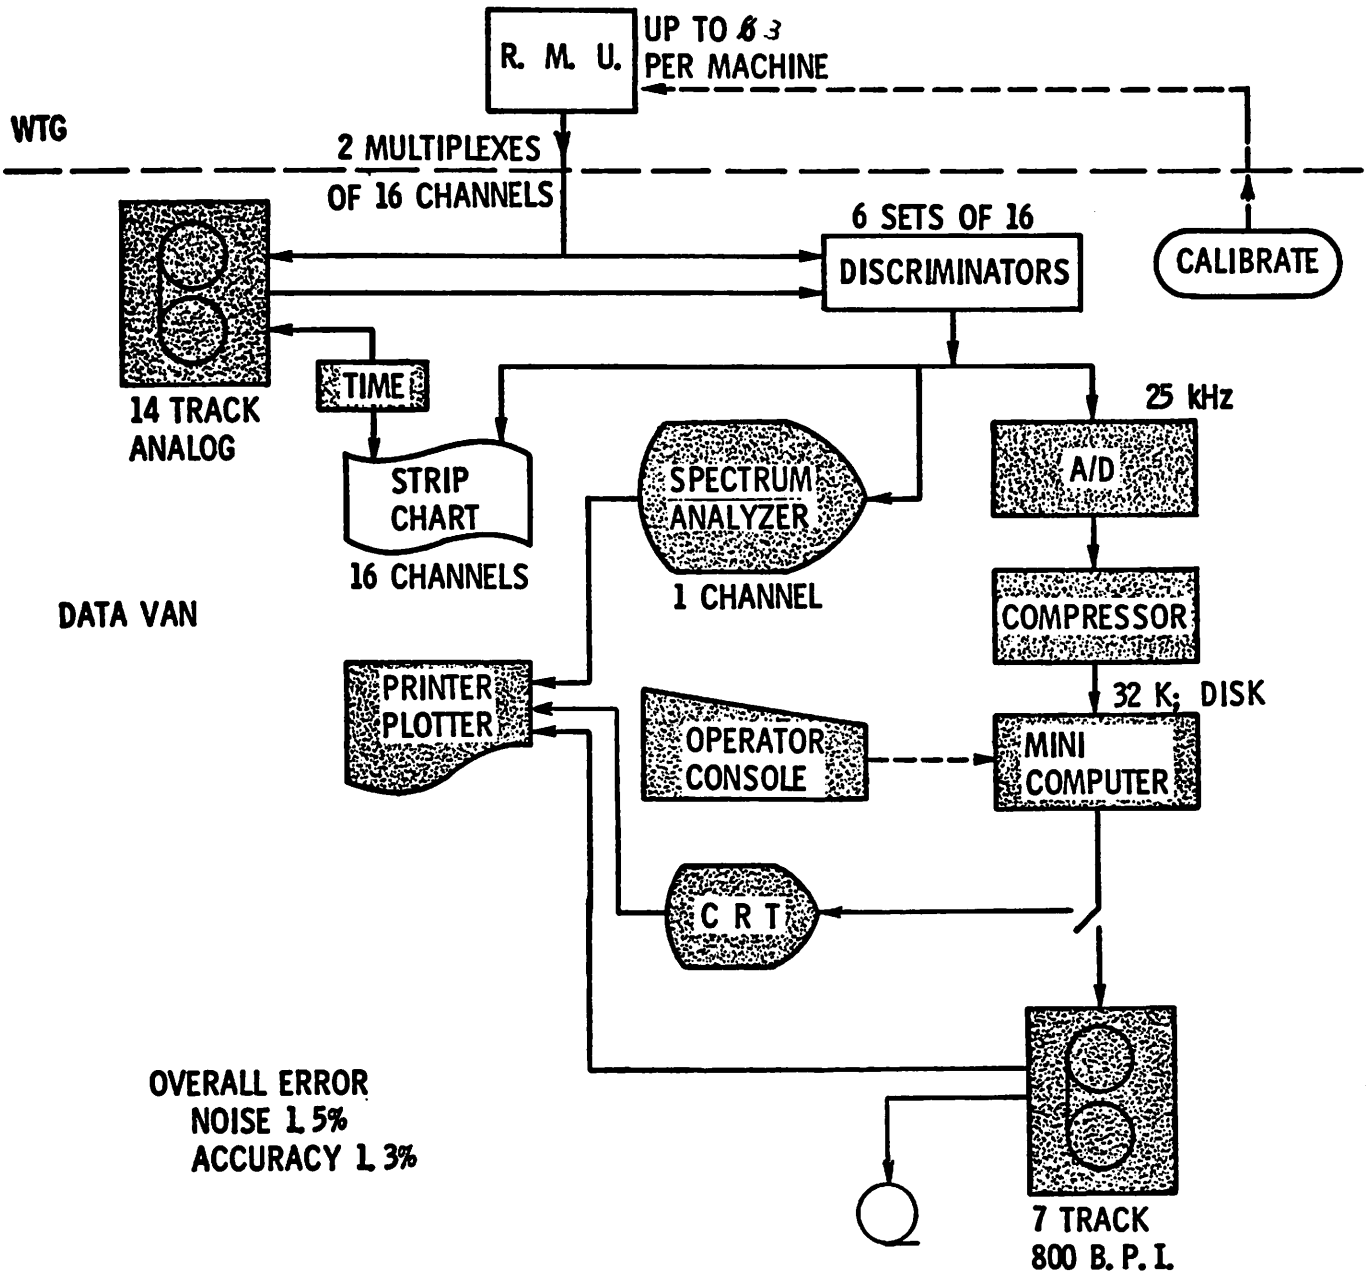 R. M. U.
UP TO 3
PER MACHINE
WTG
2 MULTIPLEXES
OF 16 CHANNELS
6 SETS OF 16
DISCRIMINATORS
CALIBRATE
TIME
14 TRACK
ANALOG
25 kHz
A/D
STRIP
CHART
16 CHANNELS
SPECTRUM
ANALYZER
1 CHANNEL
COMPRESSOR
DATA VAN
32 K; DISK
PRINTER
PLOTTER
OPERATOR
CONSOLE
MINI
COMPUTER
C R T
OVERALL ERROR
NOISE 1.5%
ACCURACY 1.3%
7 TRACK
800 B. P. I.